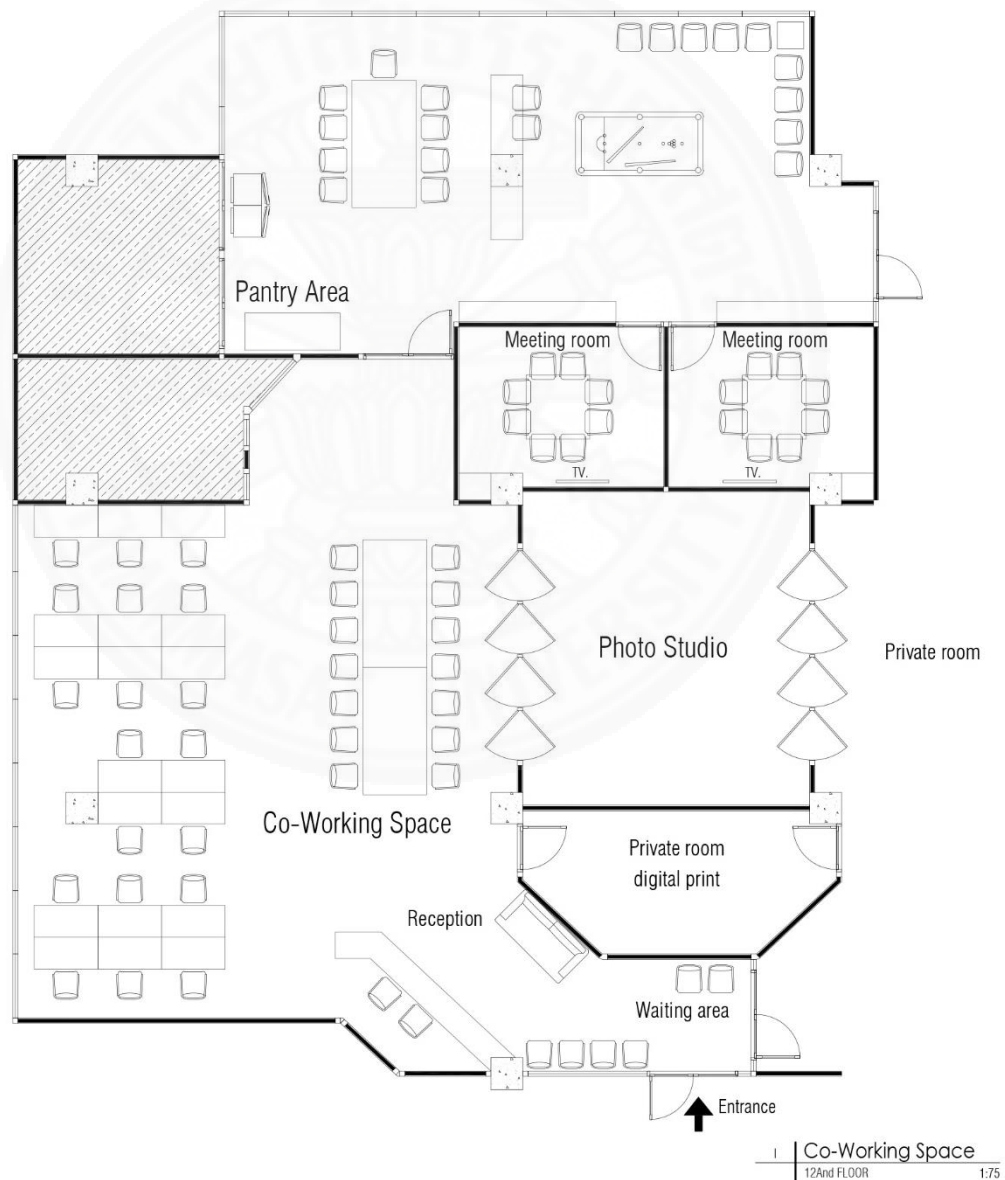 Pantry Area
Meeting room
Meeting room
TV.
TV.
Photo Studio
Private room
Co-Working Space
Private room
digital print
Reception
Waiting area
Entrance
I
Co-Working Space
12And FLOOR
1:75